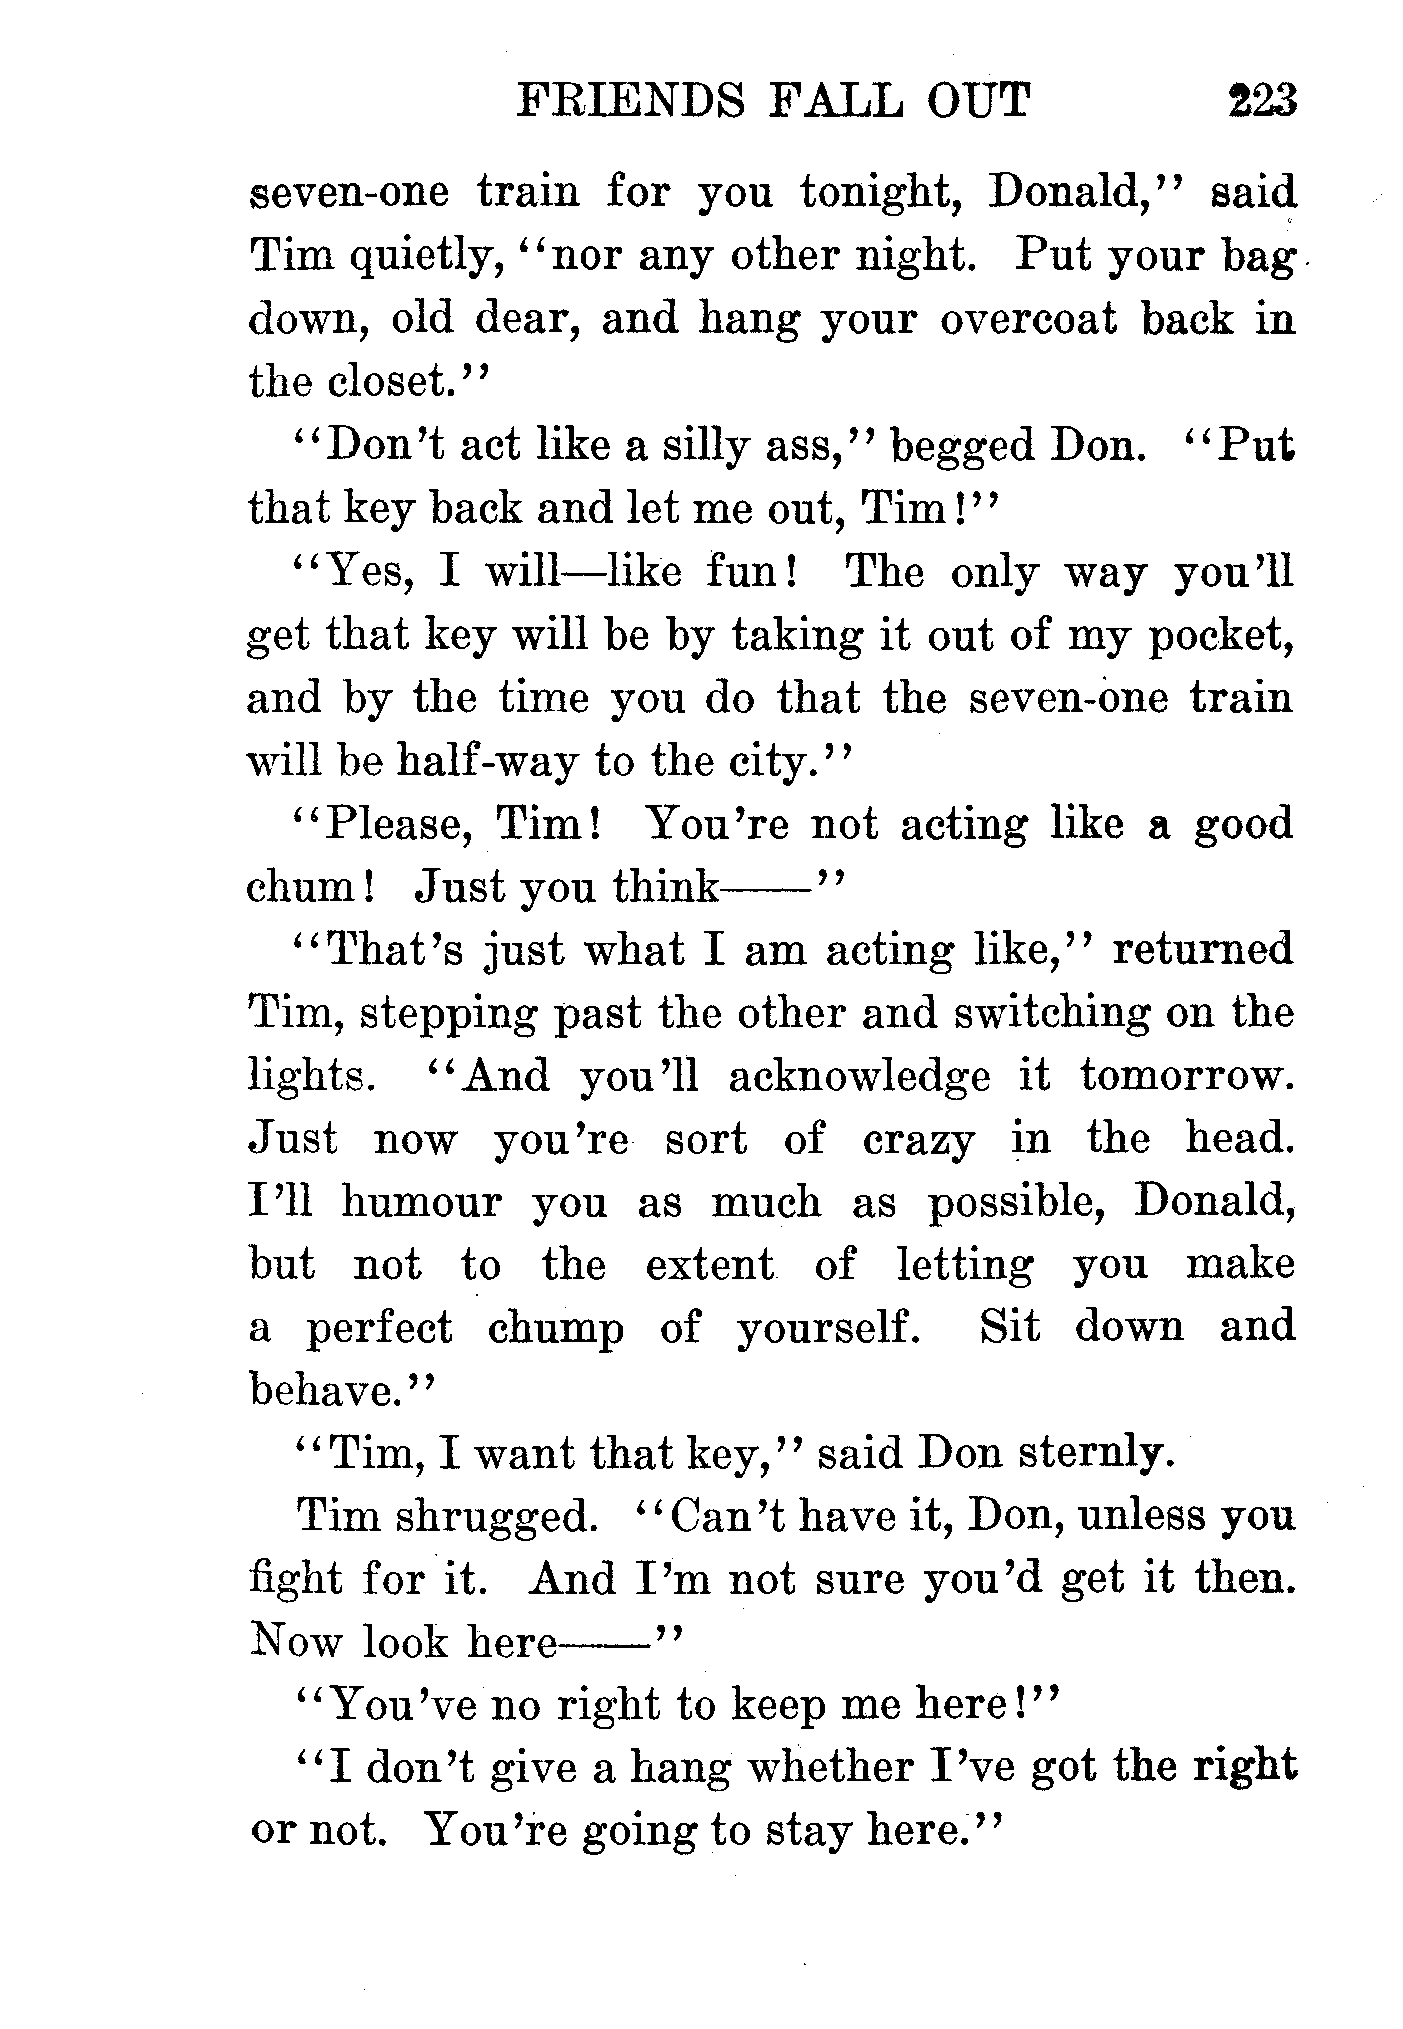 FRIENDS FALL OUT 223
seven-one train for you tonight, Donald,'' said
Tim quietly, ''nor any other night. Put your bag
down, old dear, and hang your overcoat back in
the closet.''
''Don't act like a silly ass,'' begged Don. ''Put
that key back and let me out, Tim!''
''Yes, I will—like fun! The only way you'll
get that key will be by taking it out of my pocket,
and by the time you do that the seven-one train
will be half-way to the city.''
''Please, Tim! You're not acting like a good
chum! Just you think——''
''That's just what I am acting like,'' returned
Tim, stepping past the other and switching on the
lights. ''And you'll acknowledge it tomorrow.
Just now you're sort of crazy in the head.
I'll humour you as much as possible, Donald,
but not to the extent of letting you make
a perfect chump of yourself. Sit down and
behave.''
''Tim, I want that key,'' said Don sternly.
Tim shrugged. ''Can't have it, Don, unless you
fight for it. And I'm not sure you'd get it then.
Now look here——''
''You've no right to keep me here!''
''I don't give a hang whether I've got the right
or not. You're going to stay here.''